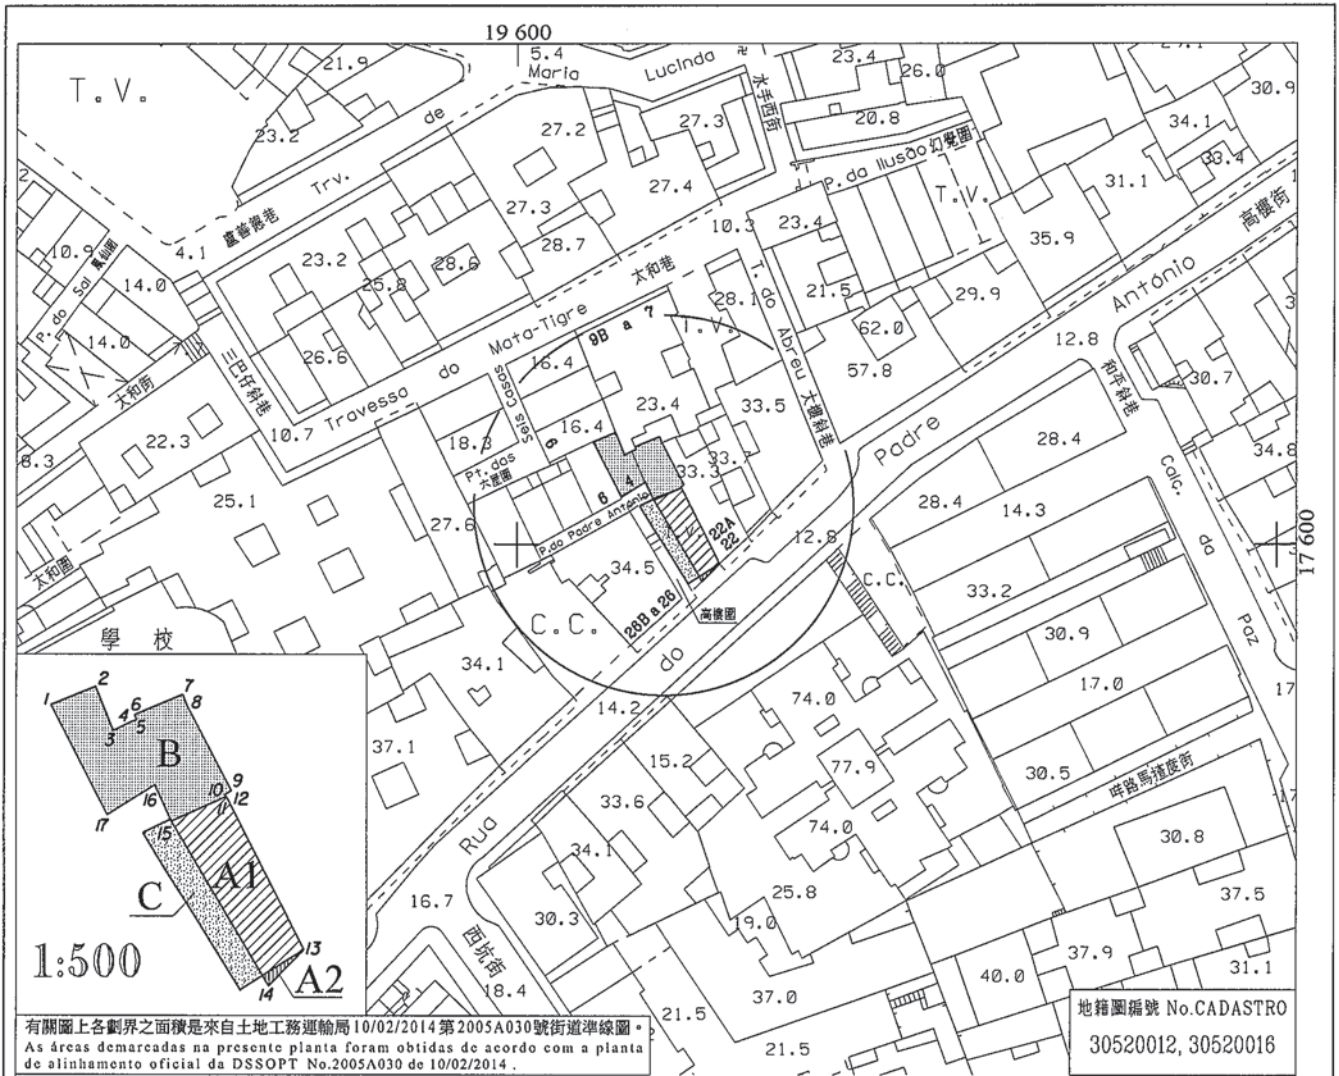 19 600
T.V.
21.9
5.4
Maria
Lucinda
de
Trv.
盧善德巷
23.2
27.2
27.3
水手西街
23.4
26.0
20.8
29.1
30.9
34.1
33.4
P. da Ilusão 幻覺圍
T.V.
31.1
高樓街
10.9
P. do Sal 鳳仙圍
4.1
14.0
14.0
23.2
25.8
28.6
27.3
28.7
27.4
10.3
23.4
太和巷
T. do Abreu 大櫃斜巷
28.1
21.5
35.9
29.9
62.0
57.8
António
12.8
和平斜巷
30.7
三巴仔斜巷
太和街
26.6
Travessa do Mata-Tigre
9B a 7
T.V.
16.4
Seis Casas
23.4
33.5
22.3
10.7
18.3
16.4
6
Pt. das
六屋圍
Padre
28.4
34.8
8.3
25.1
27.6
6
4
33.3
P. do Padre António
22A
22
12.8
28.4
14.3
Calç. da Paz
17 600
太和圍
34.5
28B a 26
C.C.
高樓圍
C.C.
33.2
學 校
34.1
do
30.9
14.2
74.0
17.0
17
37.1
15.2
77.9
30.5
咩路馬揸度街
33.6
74.0
30.8
Rua
34.1
25.8
16.7
30.3
19.0
37.5
西坑街
37.9
40.0
31.1
18.4
21.5
37.0
21.5
1
2
3
4
5
6
7
8
B
9
10
11
12
16
17
15
A1
C
13
14
A2
1:500
有關圖上各劃界之面積是來自土地工務運輸局10/02/2014第2005A030號街道準線圖。
As áreas demarcadas na presente planta foram obtidas de acordo com a planta
de alinhamento oficial da DSSOPT No.2005A030 de 10/02/2014 .
地籍圖編號 No.CADASTRO
30520012, 30520016